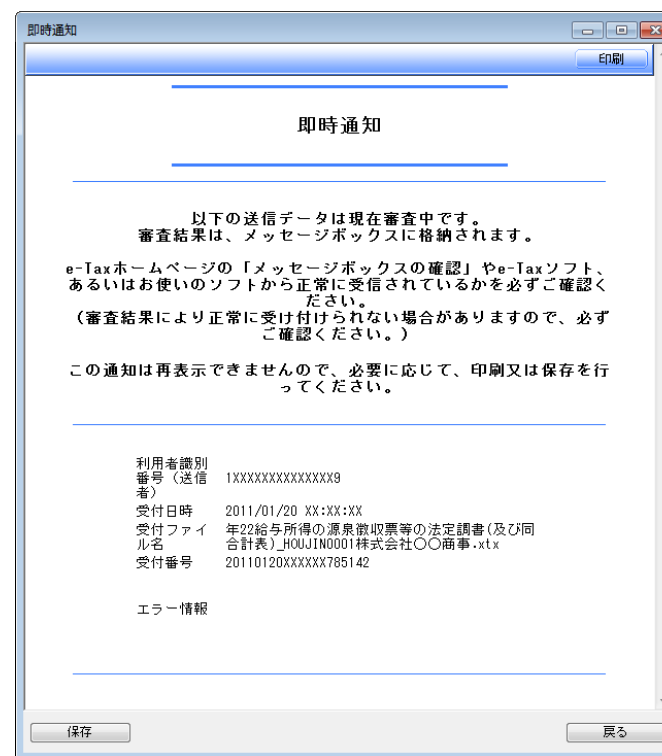 即時通知
印刷
即時通知
以下の送信データは現在審査中です。
審査結果は、メッセージボックスに格納されます。
e-Taxホームページの「メッセージボックスの確認」やe-Taxソフト、
あるいはお使いのソフトから正常に受信されているかを必ずご確認く
ださい。
（審査結果により正常に受け付けられない場合がありますので、必ず
ご確認ください。）
この通知は再表示できませんので、必要に応じて、印刷又は保存を行
ってください。
利用者識別
番号（送信
者）
1XXXXXXXXXXXXXX9
受付日時
2011/01/20 XX:XX:XX
受付ファイ
ル名
年22給与所得の源泉徴収票等の法定調書(及び同
合計表)_HOUJIN0001株式会社〇〇商事.xtx
受付番号
20110120XXXXXX785142
エラー情報
保存
戻る